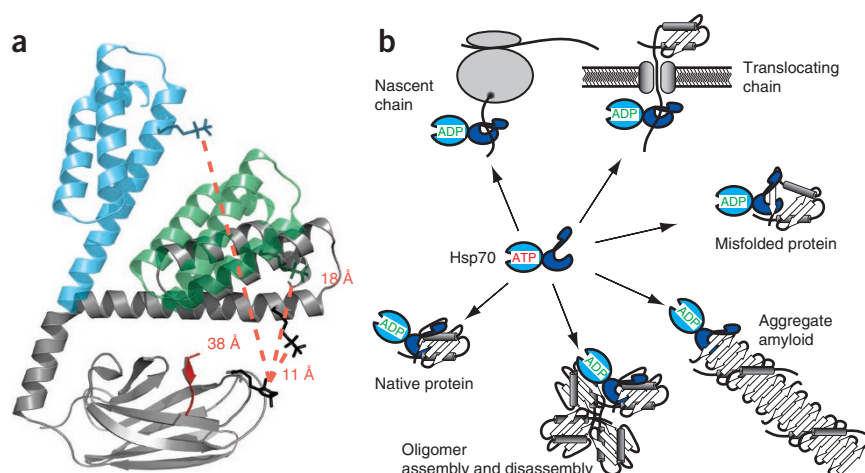 a
38 Å
18 Å
11 Å
b
Nascent
chain
ADP
Translocating
chain
ADP
Hsp70
ATP
ADP
Misfolded protein
ADP
Native protein
ADP
Oligomer
assembly and disassembly
ADP
Aggregate
amyloid